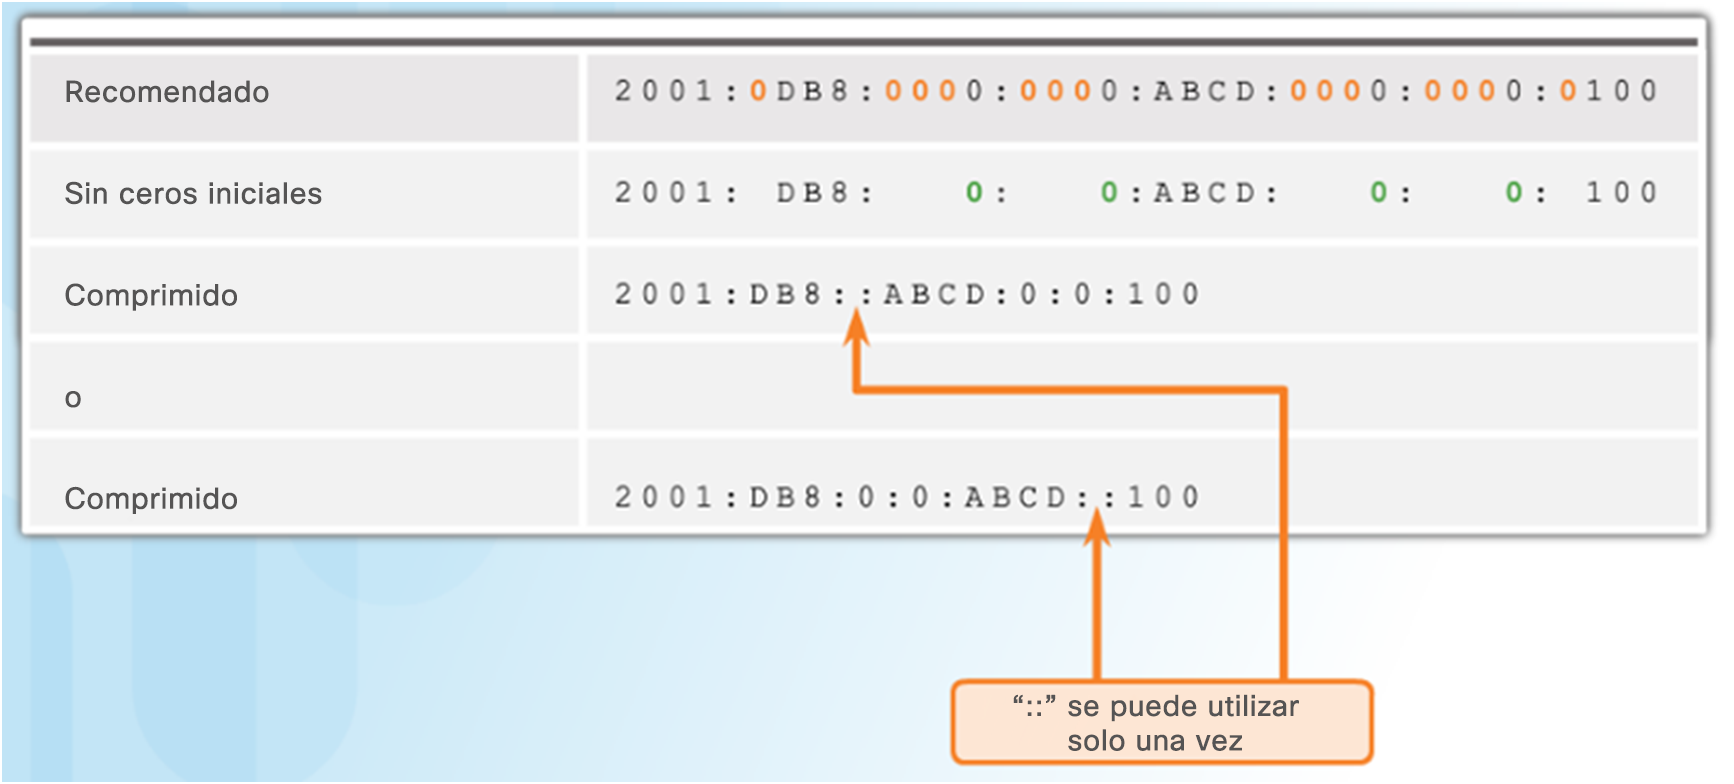 Recomendado 2001:0DB8:0000:0000:ABCD:0000:0000:0100
Sin ceros iniciales 2001: DB8: 0: 0:ABCD: 0: 0: 100
Comprimido 2001:DB8::ABCD:0:0:100
o
Comprimido 2001:DB8:0:0:ABCD::100
“::” se puede utilizar
solo una vez